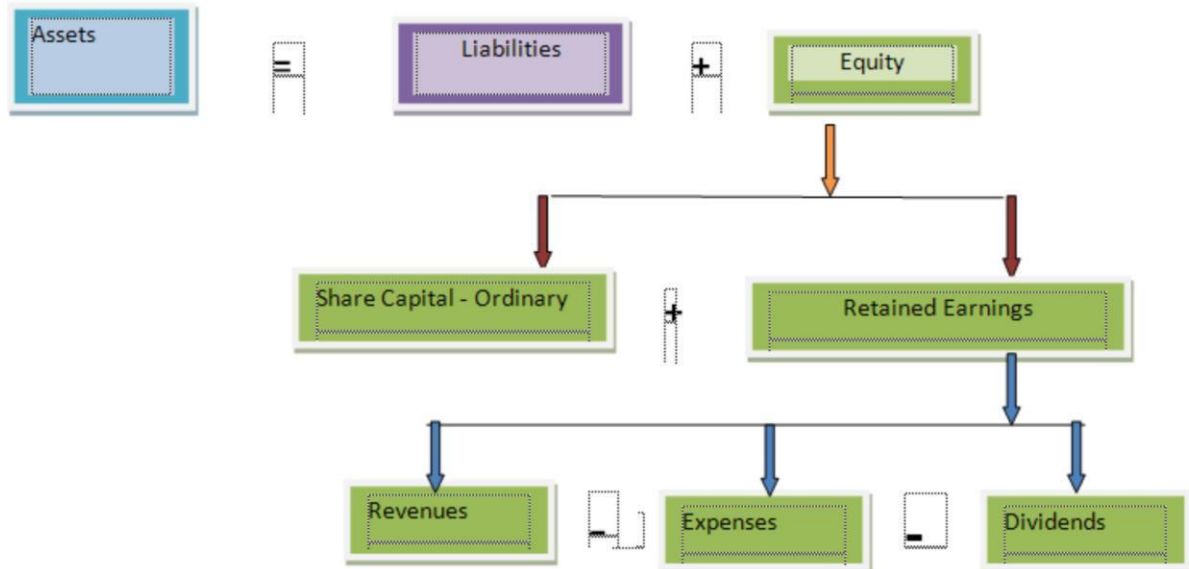 Assets = Liabilities + Equity
Share Capital - Ordinary + Retained Earnings
Revenues - Expenses - Dividends